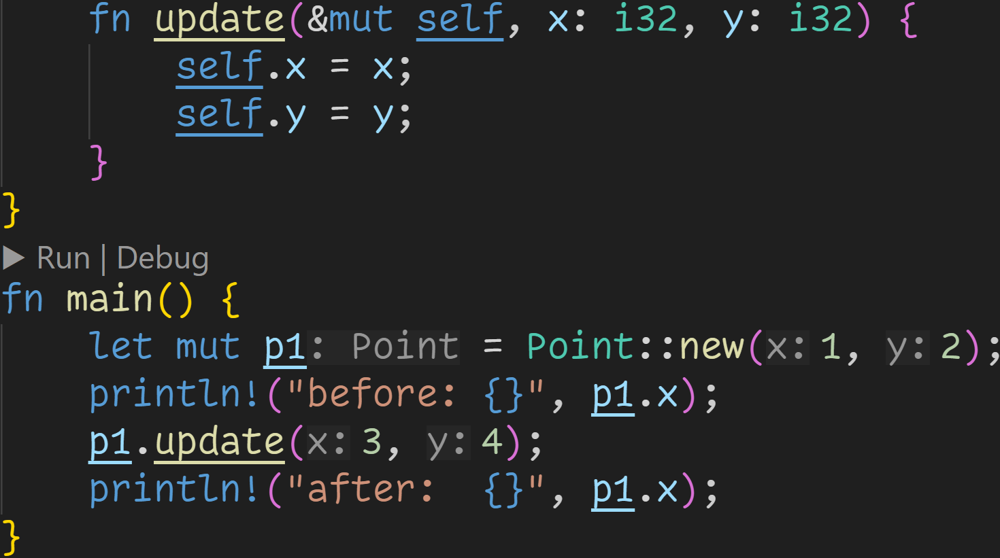 fn update(&mut self, x: i32, y: i32) {
self.x = x;
self.y = y;
}
}
▶ Run | Debug
fn main() {
let mut p1: Point = Point::new(x: 1, y: 2);
println!("before: {}", p1.x);
p1.update(x: 3, y: 4);
println!("after:  {}", p1.x);
}